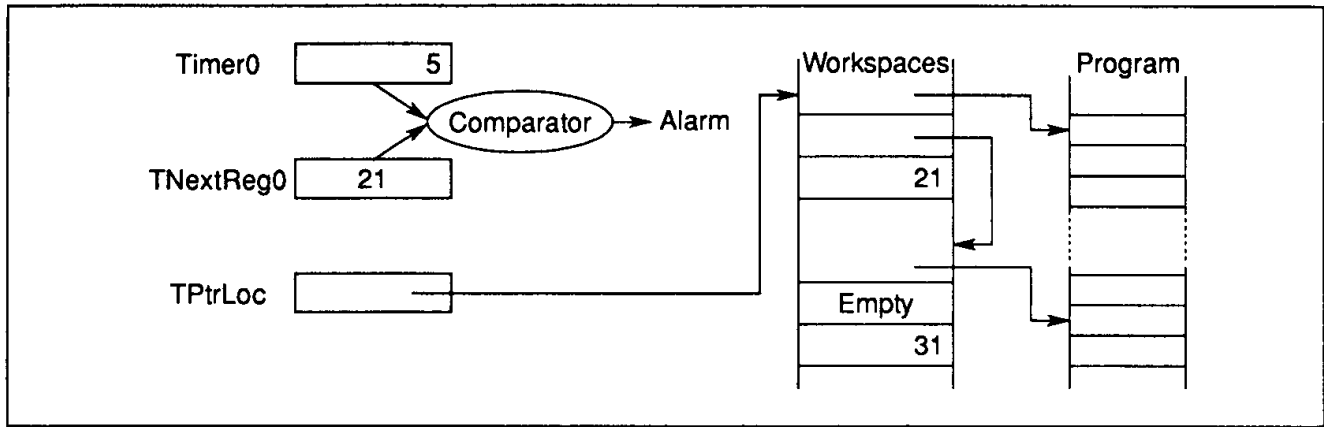 Timer0
5
Comparator
Alarm
TNextReg0
21
TPtrLoc
Workspaces
21
Empty
31
Program